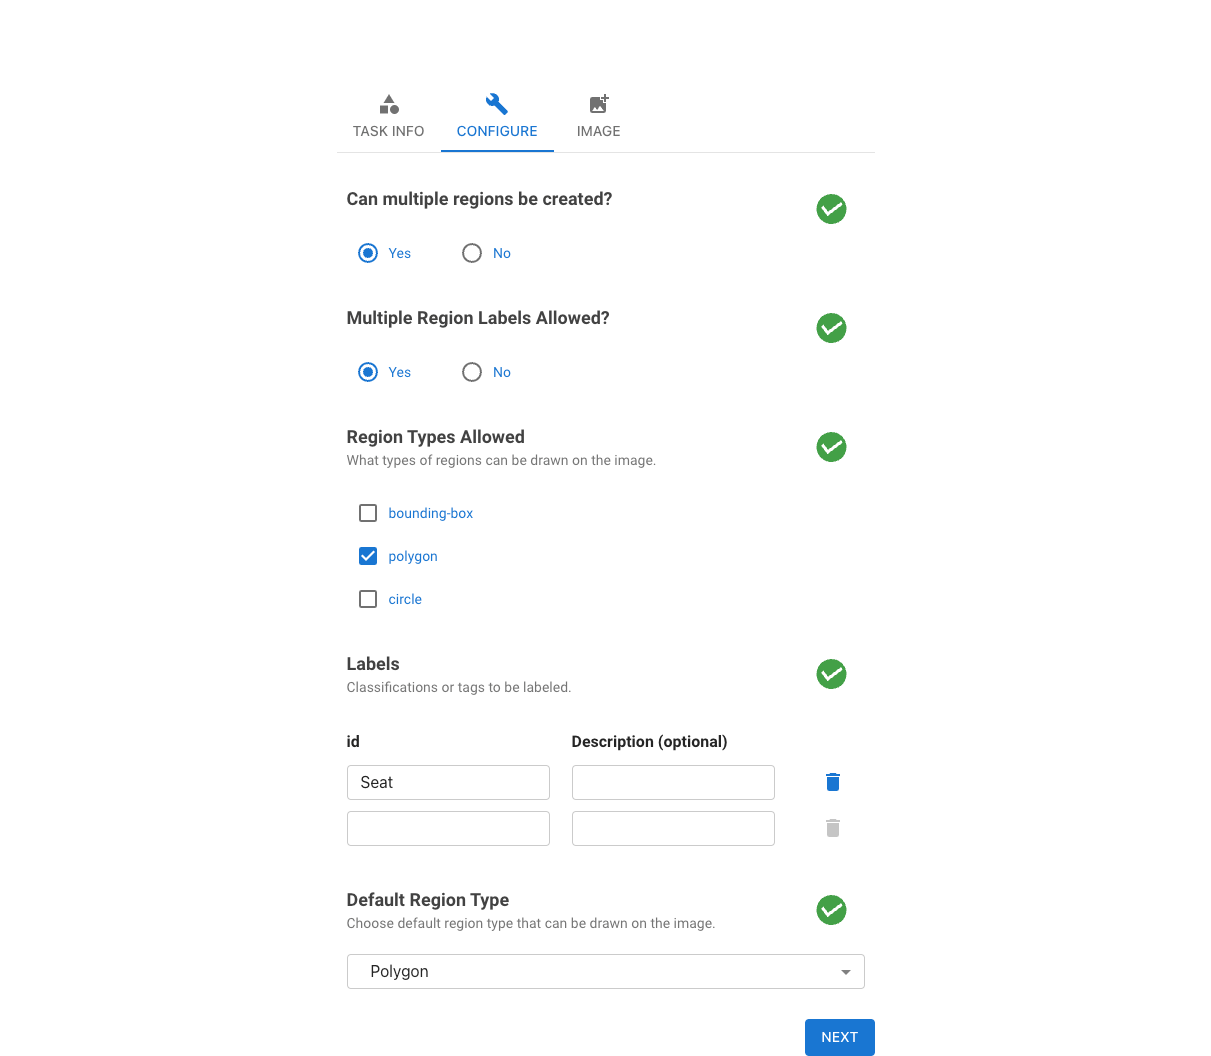 TASK INFO
CONFIGURE
IMAGE
Can multiple regions be created?
Yes
No
Multiple Region Labels Allowed?
Yes
No
Region Types Allowed
What types of regions can be drawn on the image.
bounding-box
polygon
circle
Labels
Classifications or tags to be labeled.
id
Description (optional)
Seat
Default Region Type
Choose default region type that can be drawn on the image.
Polygon
NEXT